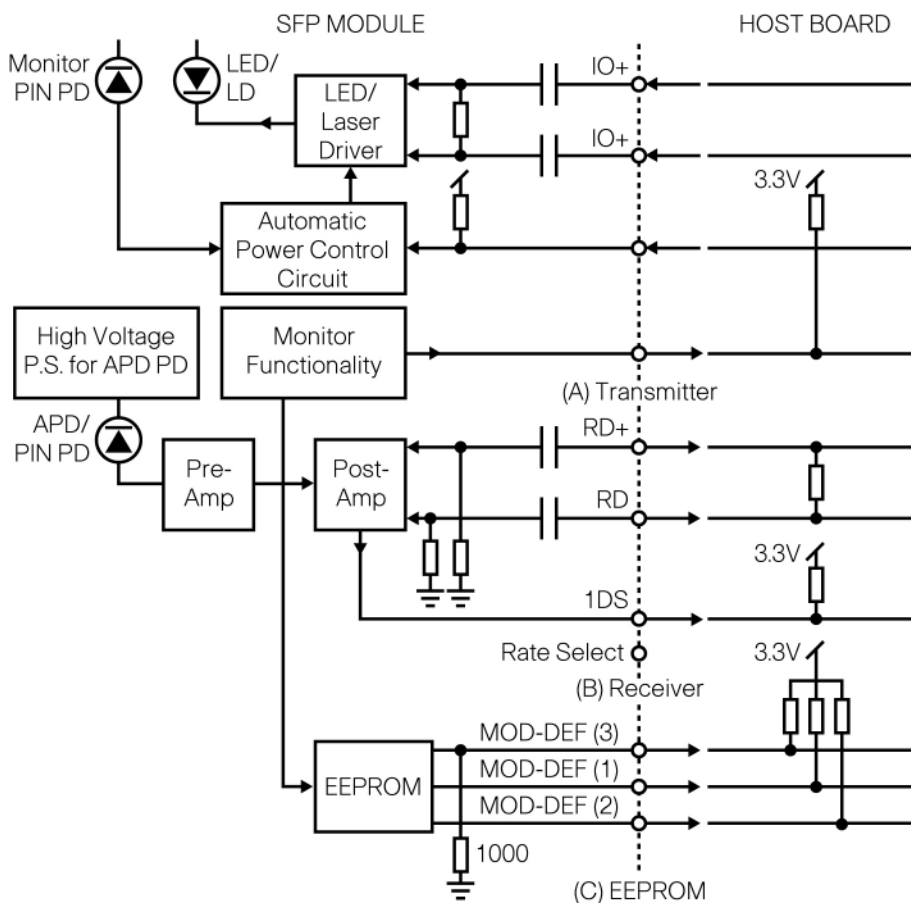 SFP MODULE
HOST BOARD
Monitor
PIN PD
LED/
LD
LED/
Laser
Driver
IO+
IO+
3.3V
Automatic
Power Control
Circuit
High Voltage
P.S. for APD PD
Monitor
Functionality
(A) Transmitter
APD/
PIN PD
Pre-
Amp
Post-
Amp
RD+
RD
3.3V
1DS
Rate Select
3.3V
(B) Receiver
EEPROM
MOD-DEF (3)
MOD-DEF (1)
MOD-DEF (2)
1000
(C) EEPROM